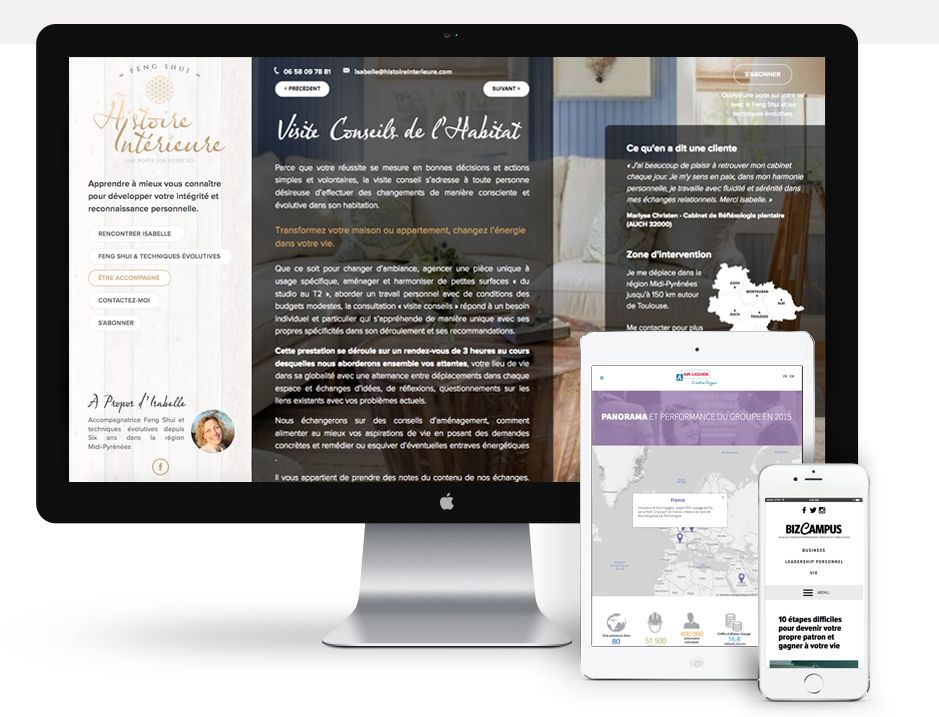 FENG SHUI
Histoire
Intérieure
UNE PORTE SUR VOTRE SOI
Apprendre à mieux vous connaître
pour développer votre intégrité et
reconnaissance personnelle.
RENCONTRER ISABELLE
FENG SHUI & TECHNIQUES ÉVOLUTIVES
ÊTRE ACCOMPAGNÉ
CONTACTEZ-MOI
S'ABONNER
À Propos d'Isabelle
Accompagnatrice Feng Shui et
techniques évolutives depuis
Six ans dans la région
Midi-Pyrénées
f
06 58 09 78 81
isabelle@histoireinterieure.com
< PRÉCÉDENT
SUIVANT >
Visite Conseils de l'Habitat
Parce que votre réussite se mesure en bonnes décisions et actions
simples et volontaires, la visite conseil s'adresse à toute personne
désireuse d'effectuer des changements de manière consciente et
évolutive dans son habitation.
Transformez votre maison ou appartement, changez l'énergie
dans votre vie.
Que ce soit pour changer d'ambiance, agencer une pièce unique à
usage spécifique, aménager et harmoniser de petites surfaces « du
studio au T2 », aborder un travail personnel avec de conditions des
budgets modestes, la consultation « visite conseils » répond à un besoin
individuel et particulier qui s'appréhende de manière unique avec ses
propres spécificités dans son déroulement et ses recommandations.
Cette prestation se déroule sur un rendez-vous de 3 heures au cours
desquelles nous aborderons ensemble vos attentes, votre lieu de vie
dans sa globalité avec une alternance entre déplacements dans chaque
espace et échanges d'idées, de réflexions, questionnements sur les
liens existants avec vos problèmes actuels.
Nous échangerons sur des conseils d'aménagement, comment
alimenter au mieux vos aspirations de vie en posant des demandes
concrètes et remédier ou esquiver d'éventuelles entraves énergétiques
.
Il vous appartient de prendre des notes du contenu de nos échanges.
S'ABONNER
Ouvrez une porte sur votre soi
avec le Feng Shui et les
techniques évolutives.
Ce qu'en a dit une cliente
« J'ai beaucoup de plaisir à retrouver mon cabinet
chaque jour. Je m'y sens en paix, dans mon harmonie
personnelle, je travaille avec fluidité et sérénité dans
mes échanges relationnels. Merci Isabelle. »
Marlyse Christen - Cabinet de Réfléxologie plantaire
(AUCH 32000)
Zone d'intervention
Je me déplace dans la
région Midi-Pyrénées
jusqu'à 150 km autour
de Toulouse.
Me contacter pour plus
AGEN
MONTAUBAN
ALBI
AUCH
TOULOUSE
AIR LIQUIDE
Creative Oxygen
FR EN
PANORAMA ET PERFORMANCE DU GROUPE EN 2015
France
Une présence dans
80
51 500
400 000
actionnaires
individuels
Chiffre d'affaires Groupe
16,4
BIZCAMPUS
BUSINESS
LEADERSHIP PERSONNEL
VIE
MENU
10 étapes difficiles
pour devenir votre
propre patron et
gagner à votre vie